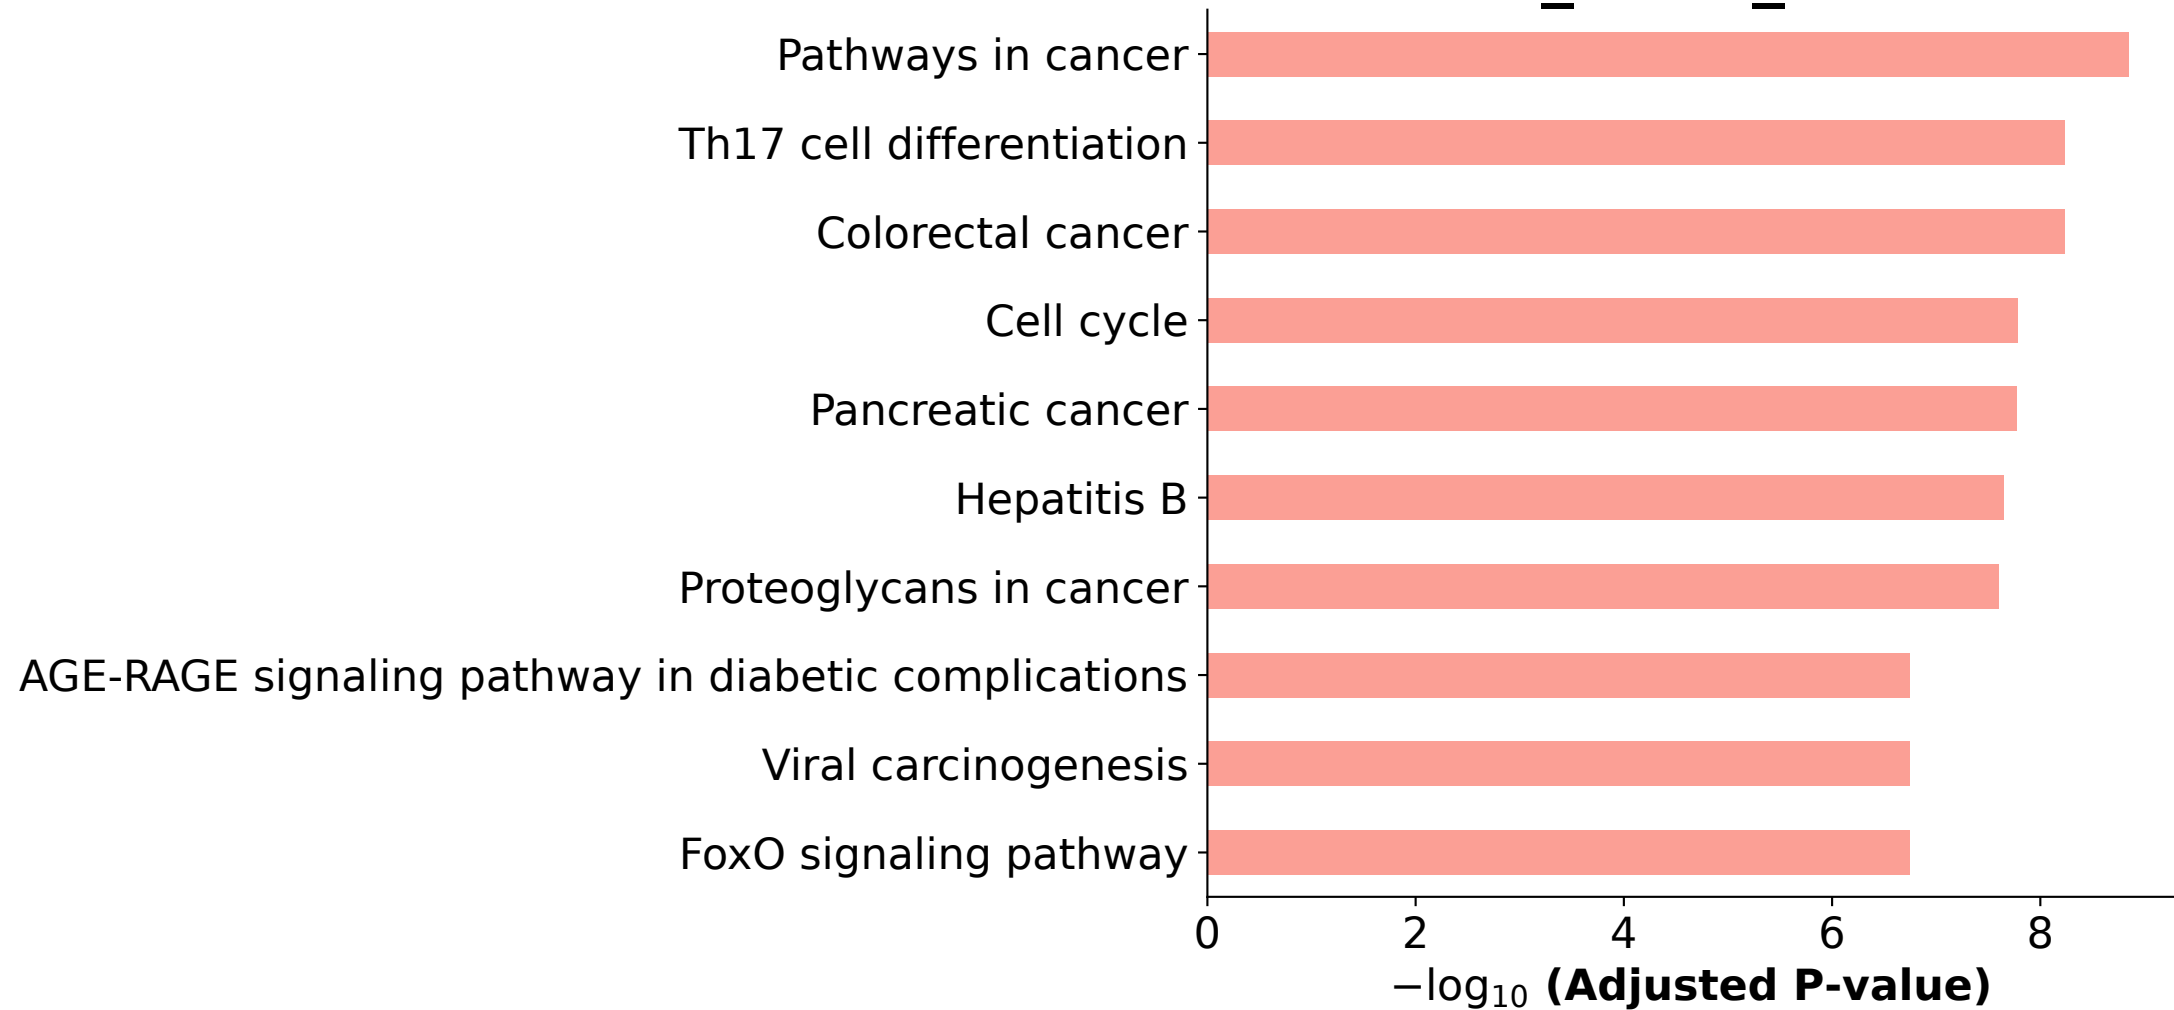 Pathways in cancer
Th17 cell differentiation
Colorectal cancer
Cell cycle
Pancreatic cancer
Hepatitis B
Proteoglycans in cancer
AGE-RAGE signaling pathway in diabetic complications
Viral carcinogenesis
FoxO signaling pathway
0 2 4 6 8
−log₁₀ (Adjusted P-value)